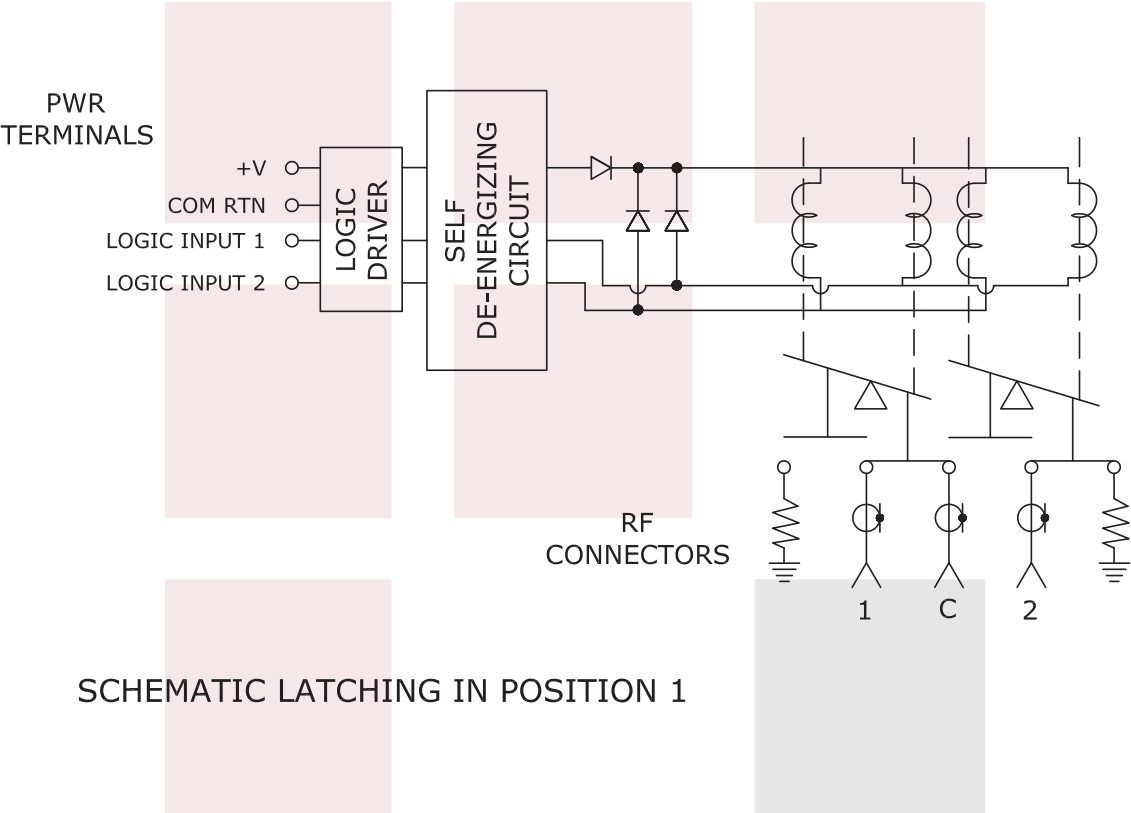 PWR
TERMINALS
+V
COM RTN
LOGIC INPUT 1
LOGIC INPUT 2
LOGIC
DRIVER
SELF
DE-ENERGIZING
CIRCUIT
RF
CONNECTORS
1 C 2
SCHEMATIC LATCHING IN POSITION 1